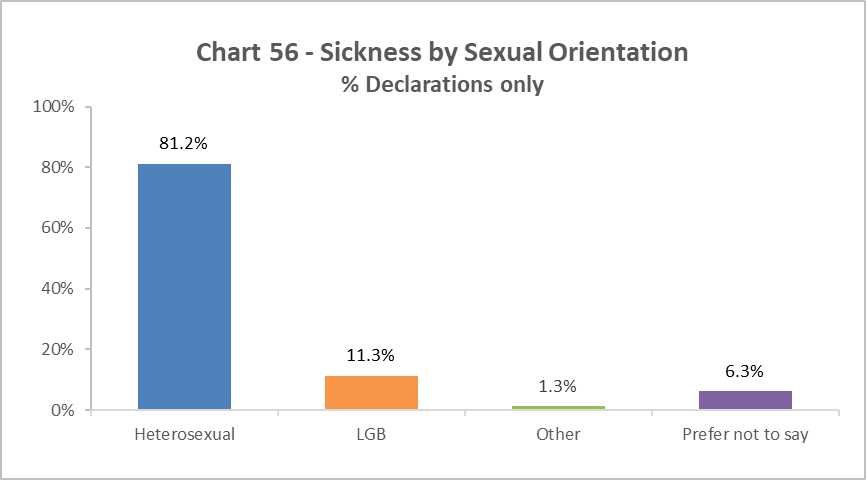 Chart 56 - Sickness by Sexual Orientation
% Declarations only
100%
80%
60%
40%
20%
0%
81.2%
11.3%
1.3%
6.3%
Heterosexual
LGB
Other
Prefer not to say